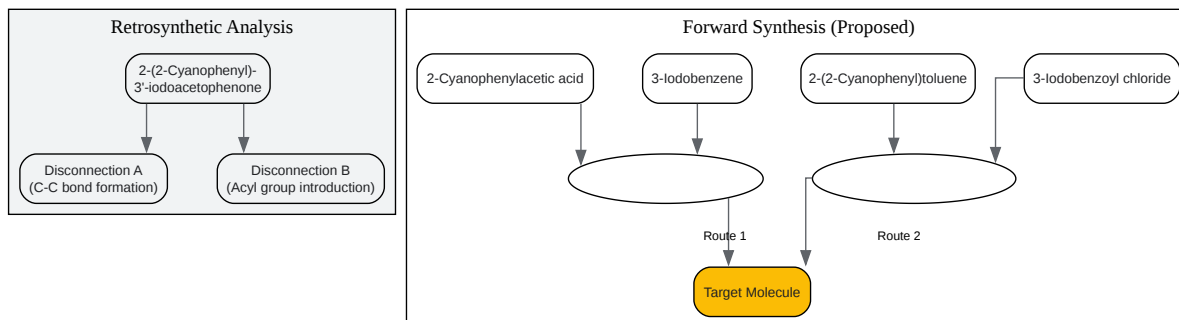 Retrosynthetic Analysis
2-(2-Cyanophenyl)-
3'-iodoacetophenone
Disconnection A
(C-C bond formation)
Disconnection B
(Acyl group introduction)
Forward Synthesis (Proposed)
2-Cyanophenylacetic acid
3-Iodobenzene
2-(2-Cyanophenyl)toluene
3-Iodobenzoyl chloride
Route 1
Route 2
Target Molecule